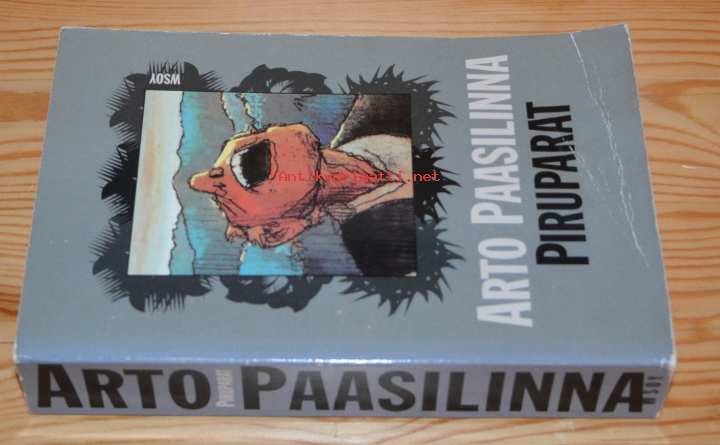 ARTO PAASILINNA
PIRUPARAT
WSOY
Antikvariaatti.net
ARTO PAASILINNA
PIRUPARAT
WSOY